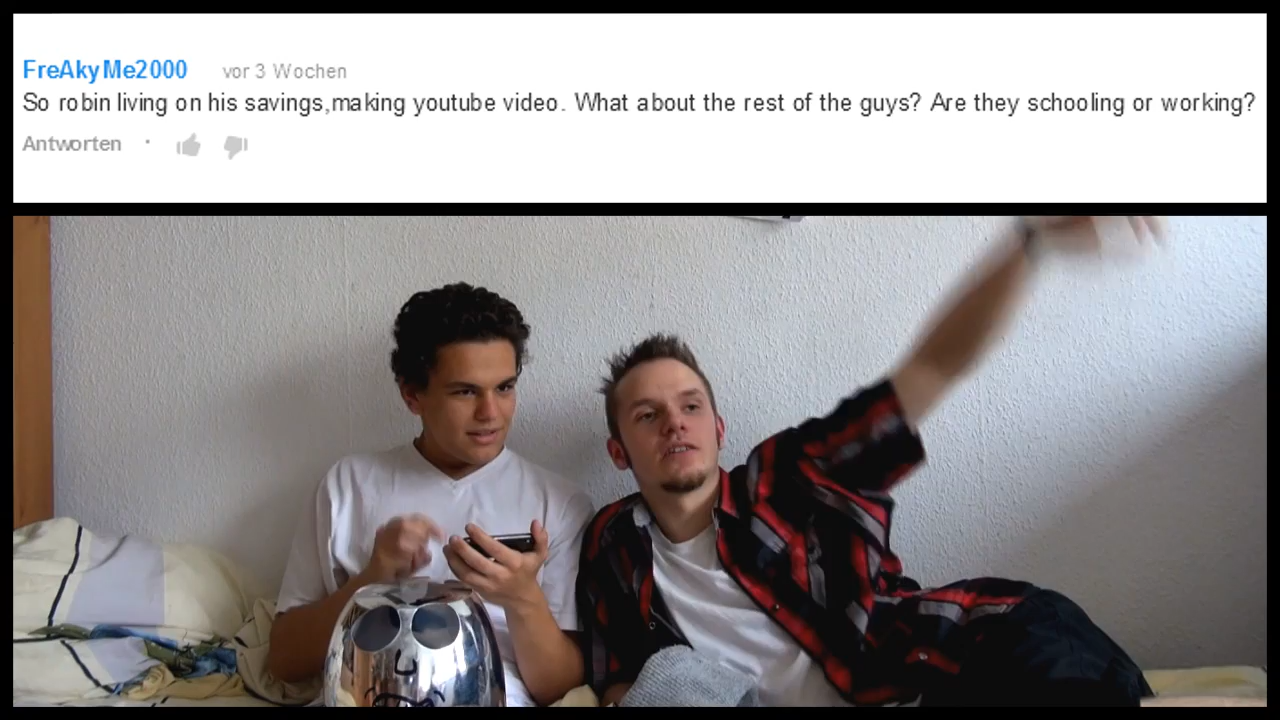 FreAkyMe2000 vor 3 Wochen
So robin living on his savings,making youtube video. What about the rest of the guys? Are they schooling or working?
Antworten ·